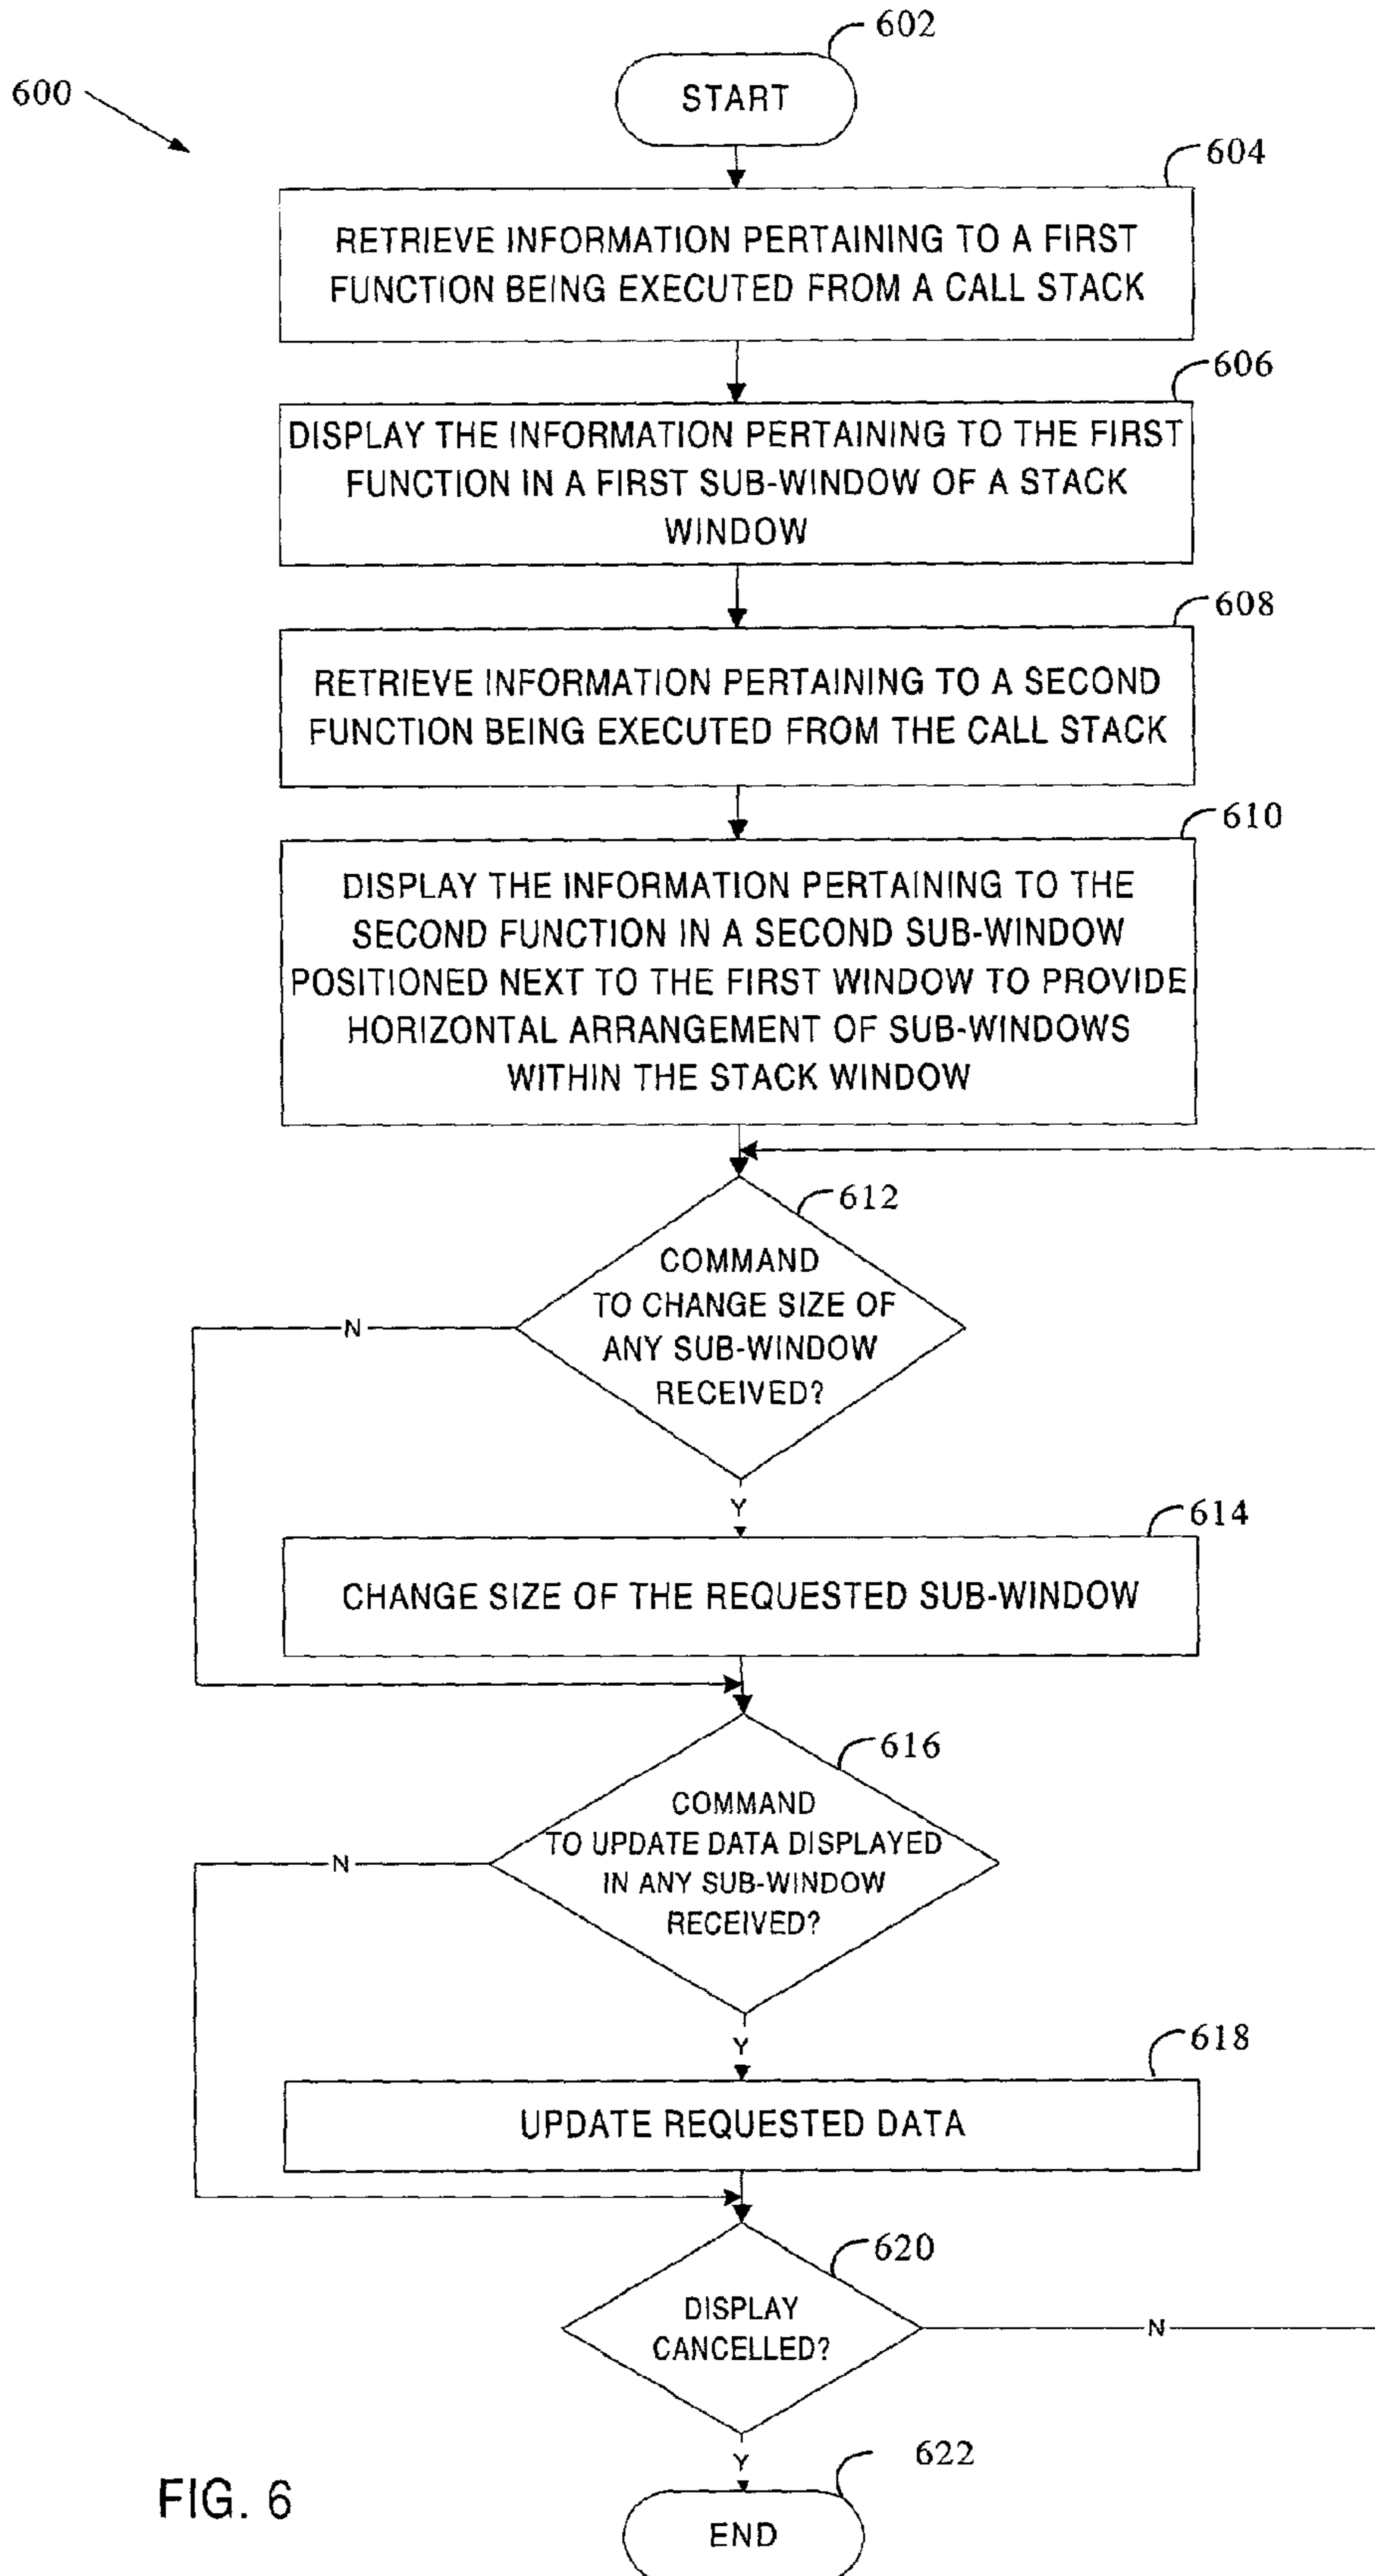 602
600
START
604
RETRIEVE INFORMATION PERTAINING TO A FIRST
FUNCTION BEING EXECUTED FROM A CALL STACK
606
DISPLAY THE INFORMATION PERTAINING TO THE FIRST
FUNCTION IN A FIRST SUB-WINDOW OF A STACK
WINDOW
608
RETRIEVE INFORMATION PERTAINING TO A SECOND
FUNCTION BEING EXECUTED FROM THE CALL STACK
610
DISPLAY THE INFORMATION PERTAINING TO THE
SECOND FUNCTION IN A SECOND SUB-WINDOW
POSITIONED NEXT TO THE FIRST WINDOW TO PROVIDE
HORIZONTAL ARRANGEMENT OF SUB-WINDOWS
WITHIN THE STACK WINDOW
612
COMMAND
TO CHANGE SIZE OF
ANY SUB-WINDOW
RECEIVED?
N
Y
614
CHANGE SIZE OF THE REQUESTED SUB-WINDOW
616
COMMAND
TO UPDATE DATA DISPLAYED
IN ANY SUB-WINDOW
RECEIVED?
N
Y
618
UPDATE REQUESTED DATA
620
DISPLAY
CANCELLED?
N
Y
622
END
FIG. 6